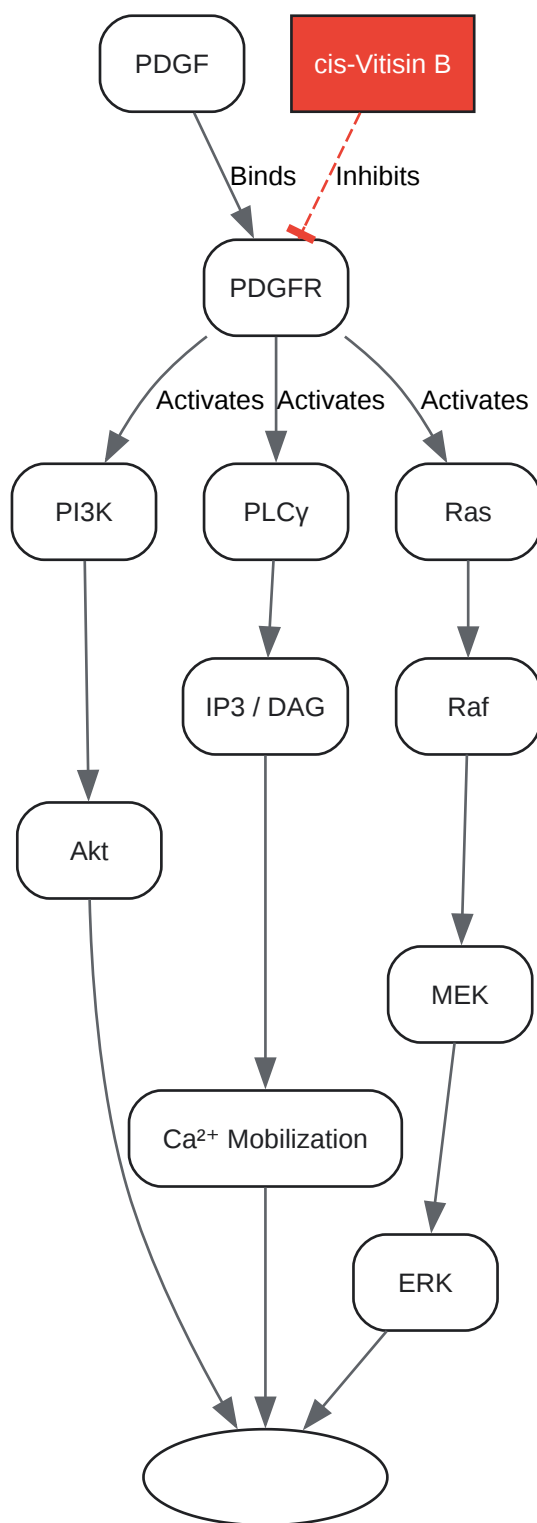 PDGF
cis-Vitisin B
Binds
Inhibits
PDGFR
Activates
Activates
Activates
PI3K
PLCγ
Ras
IP3 / DAG
Raf
Akt
MEK
Ca²⁺ Mobilization
ERK